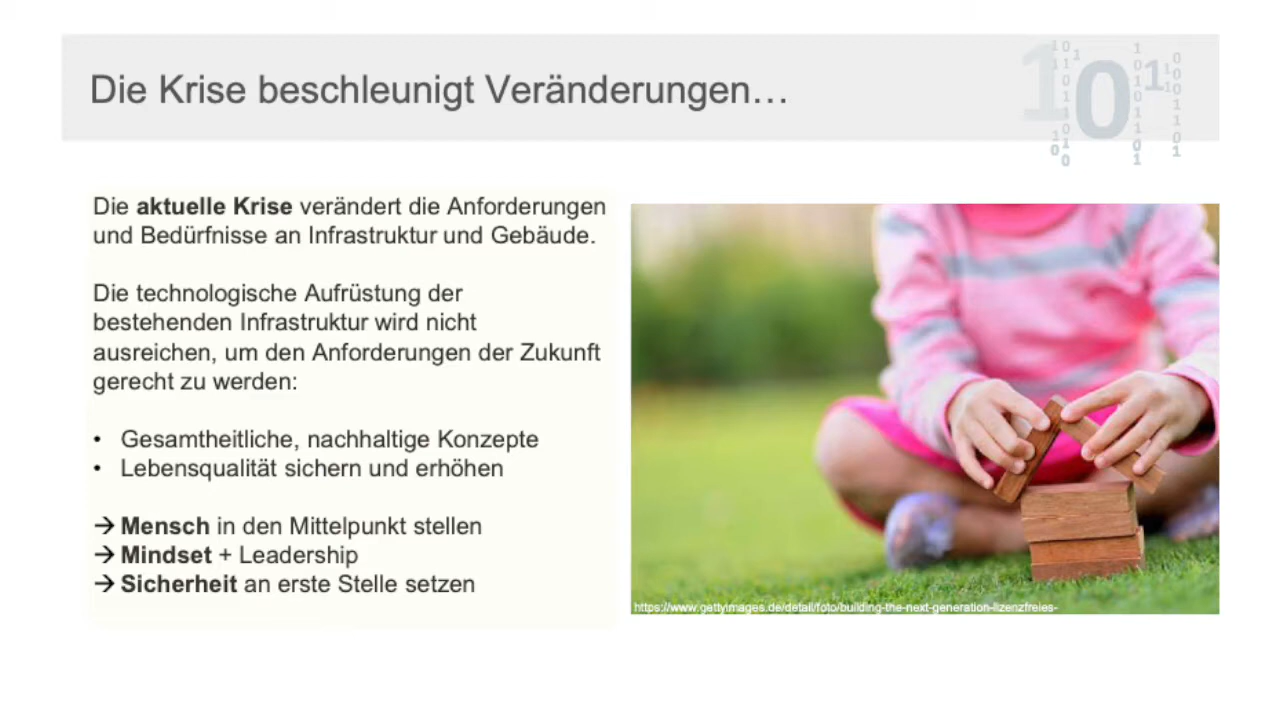 Die Krise beschleunigt Veränderungen…
Die aktuelle Krise verändert die Anforderungen
und Bedürfnisse an Infrastruktur und Gebäude.
Die technologische Aufrüstung der
bestehenden Infrastruktur wird nicht
ausreichen, um den Anforderungen der Zukunft
gerecht zu werden:
• Gesamtheitliche, nachhaltige Konzepte
• Lebensqualität sichern und erhöhen
→ Mensch in den Mittelpunkt stellen
→ Mindset + Leadership
→ Sicherheit an erste Stelle setzen
https://www.gettyimages.de/detail/foto/building-the-next-generation-lizenzfreies-